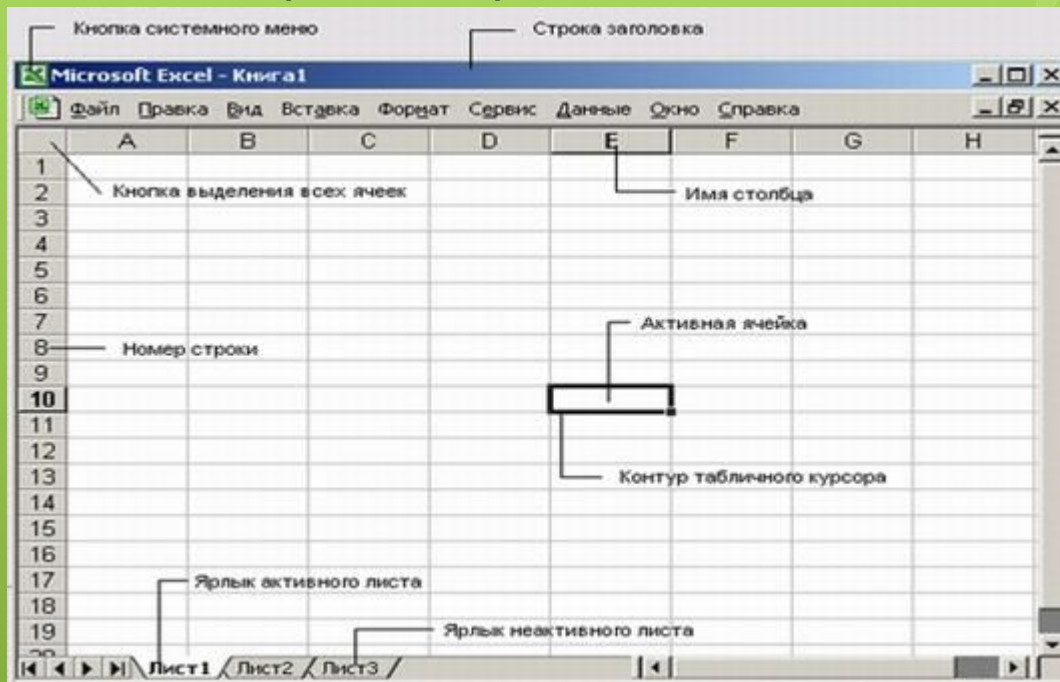 Кнопка системного меню Строка заголовка
Microsoft Excel - Книга1
Файл Правка Вид Вставка Формат Сервис Данные Окно Справка
A B C D E F G H
1
2 Кнопка выделения всех ячеек Имя столбца
3
4
5
6
7 Активная ячейка
8 Номер строки
9
10
11
12
13 Контур табличного курсора
14
15
16
17 Ярлык активного листа
18
19 Ярлык неактивного листа
Лист1 Лист2 Лист3